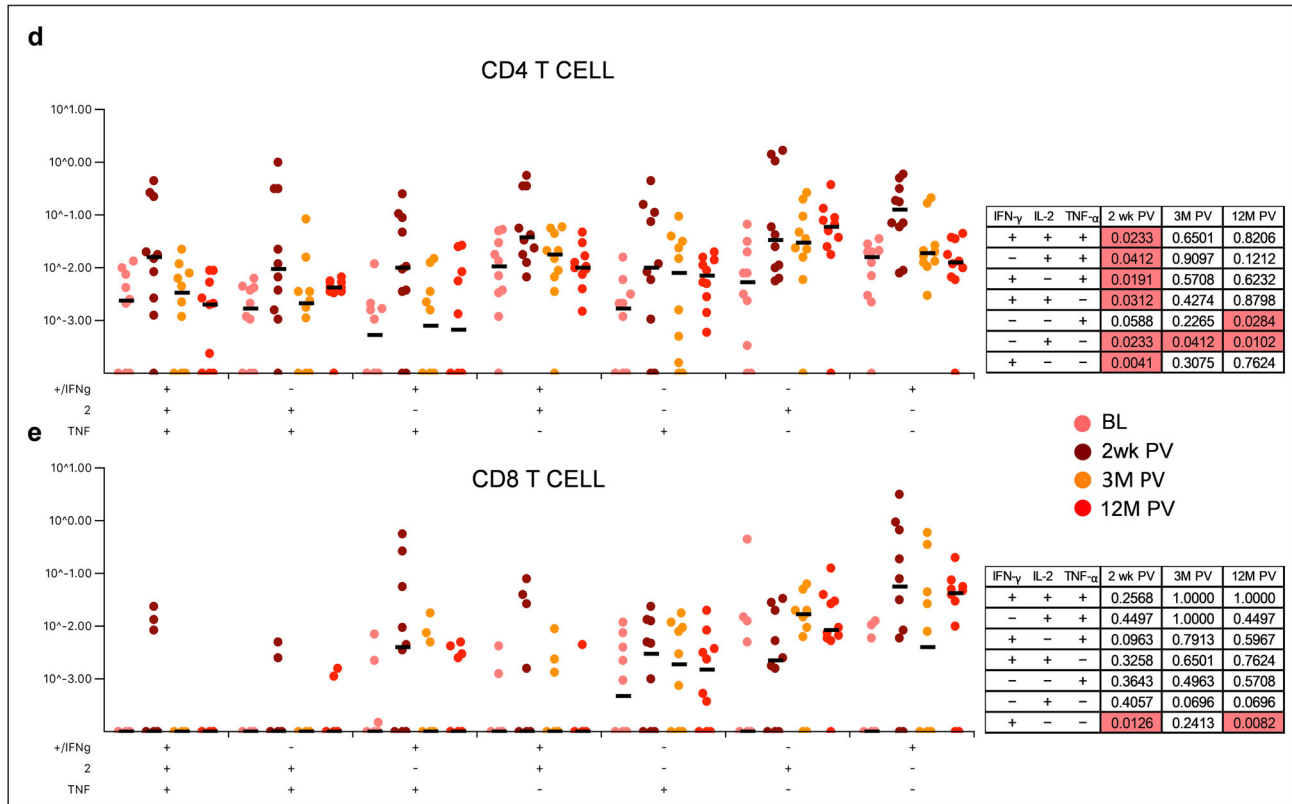 d
CD4 T CELL
10^1.00
10^0.00
10^-1.00
10^-2.00
10^-3.00
+/IFNg + − + + − − +
2 + + - + - + -
TNF + + + - + - -
IFN-γ IL-2 TNF-α 2 wk PV 3M PV 12M PV
+ + + 0.0233 0.6501 0.8206
− + + 0.0412 0.9097 0.1212
+ − + 0.0191 0.5708 0.6232
+ + − 0.0312 0.4274 0.8798
− − + 0.0588 0.2265 0.0284
− + − 0.0233 0.0412 0.0102
+ − − 0.0041 0.3075 0.7624
BL
2wk PV
3M PV
12M PV
e
CD8 T CELL
10^1.00
10^0.00
10^-1.00
10^-2.00
10^-3.00
+/IFNg + − + + - - +
2 + + - + - + -
TNF + + + - + - -
IFN-γ IL-2 TNF-α 2 wk PV 3M PV 12M PV
+ + + 0.2568 1.0000 1.0000
− + + 0.4497 1.0000 0.4497
+ − + 0.0963 0.7913 0.5967
+ + − 0.3258 0.6501 0.7624
− − + 0.3643 0.4963 0.5708
− + − 0.4057 0.0696 0.0696
+ − − 0.0126 0.2413 0.0082